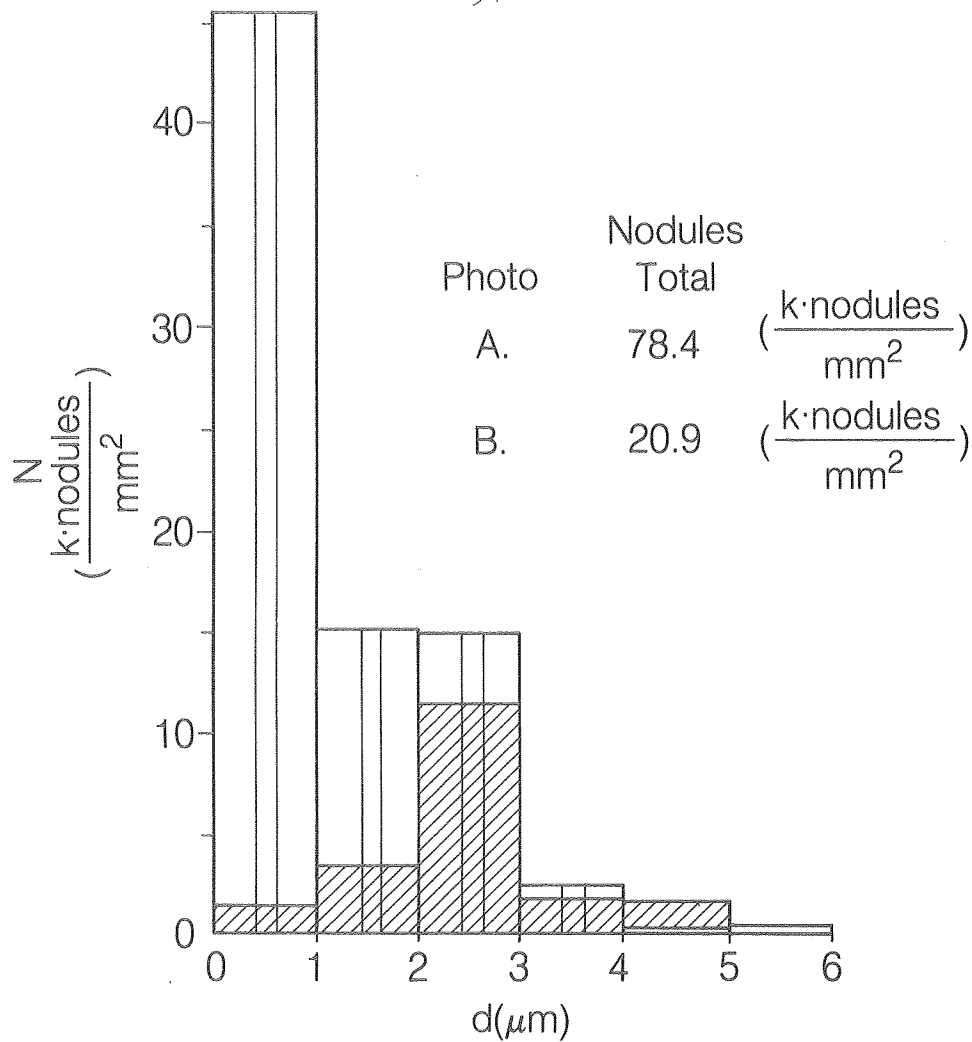 40
30
20
10
0
N
(k·nodules
mm²)
Nodules
Photo Total
A. 78.4 (k·nodules
mm²)
B. 20.9 (k·nodules
mm²)
0 1 2 3 4 5 6
d(μm)